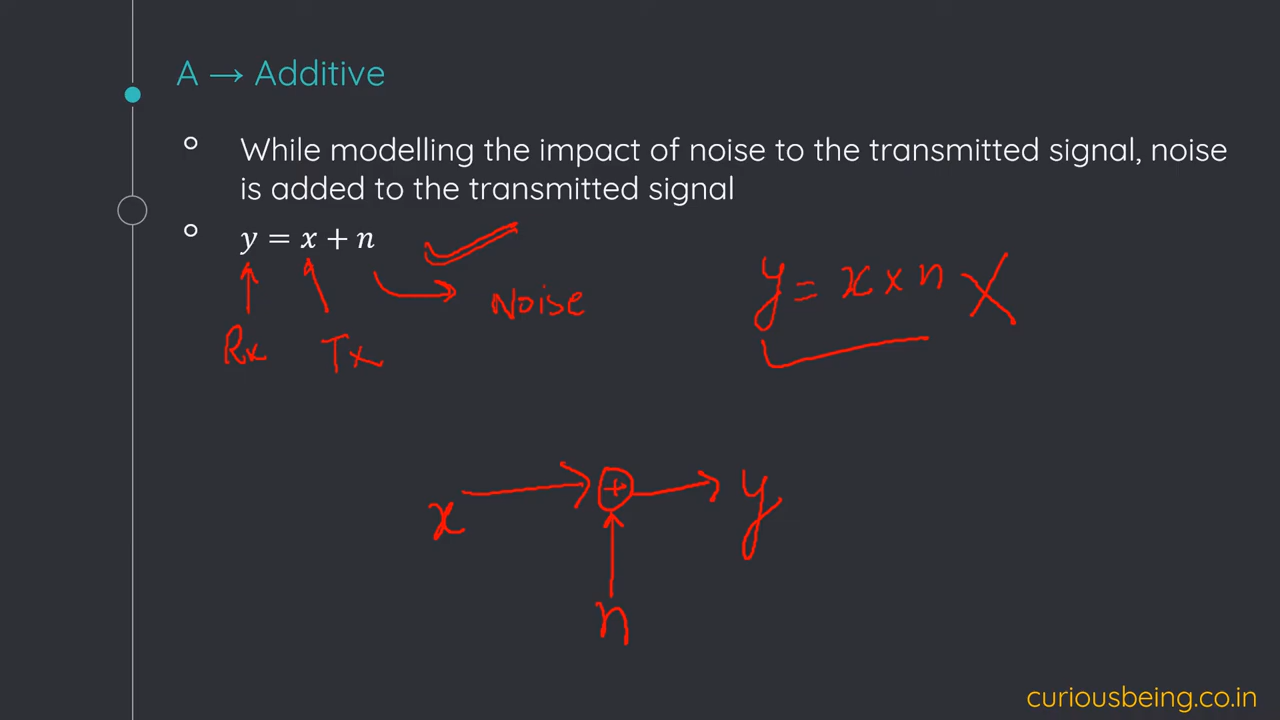 A → Additive
While modelling the impact of noise to the transmitted signal, noise
is added to the transmitted signal
y = x + n
Noise
Rx
Tx
y = x × n X
x
+
y
n
curiousbeing.co.in